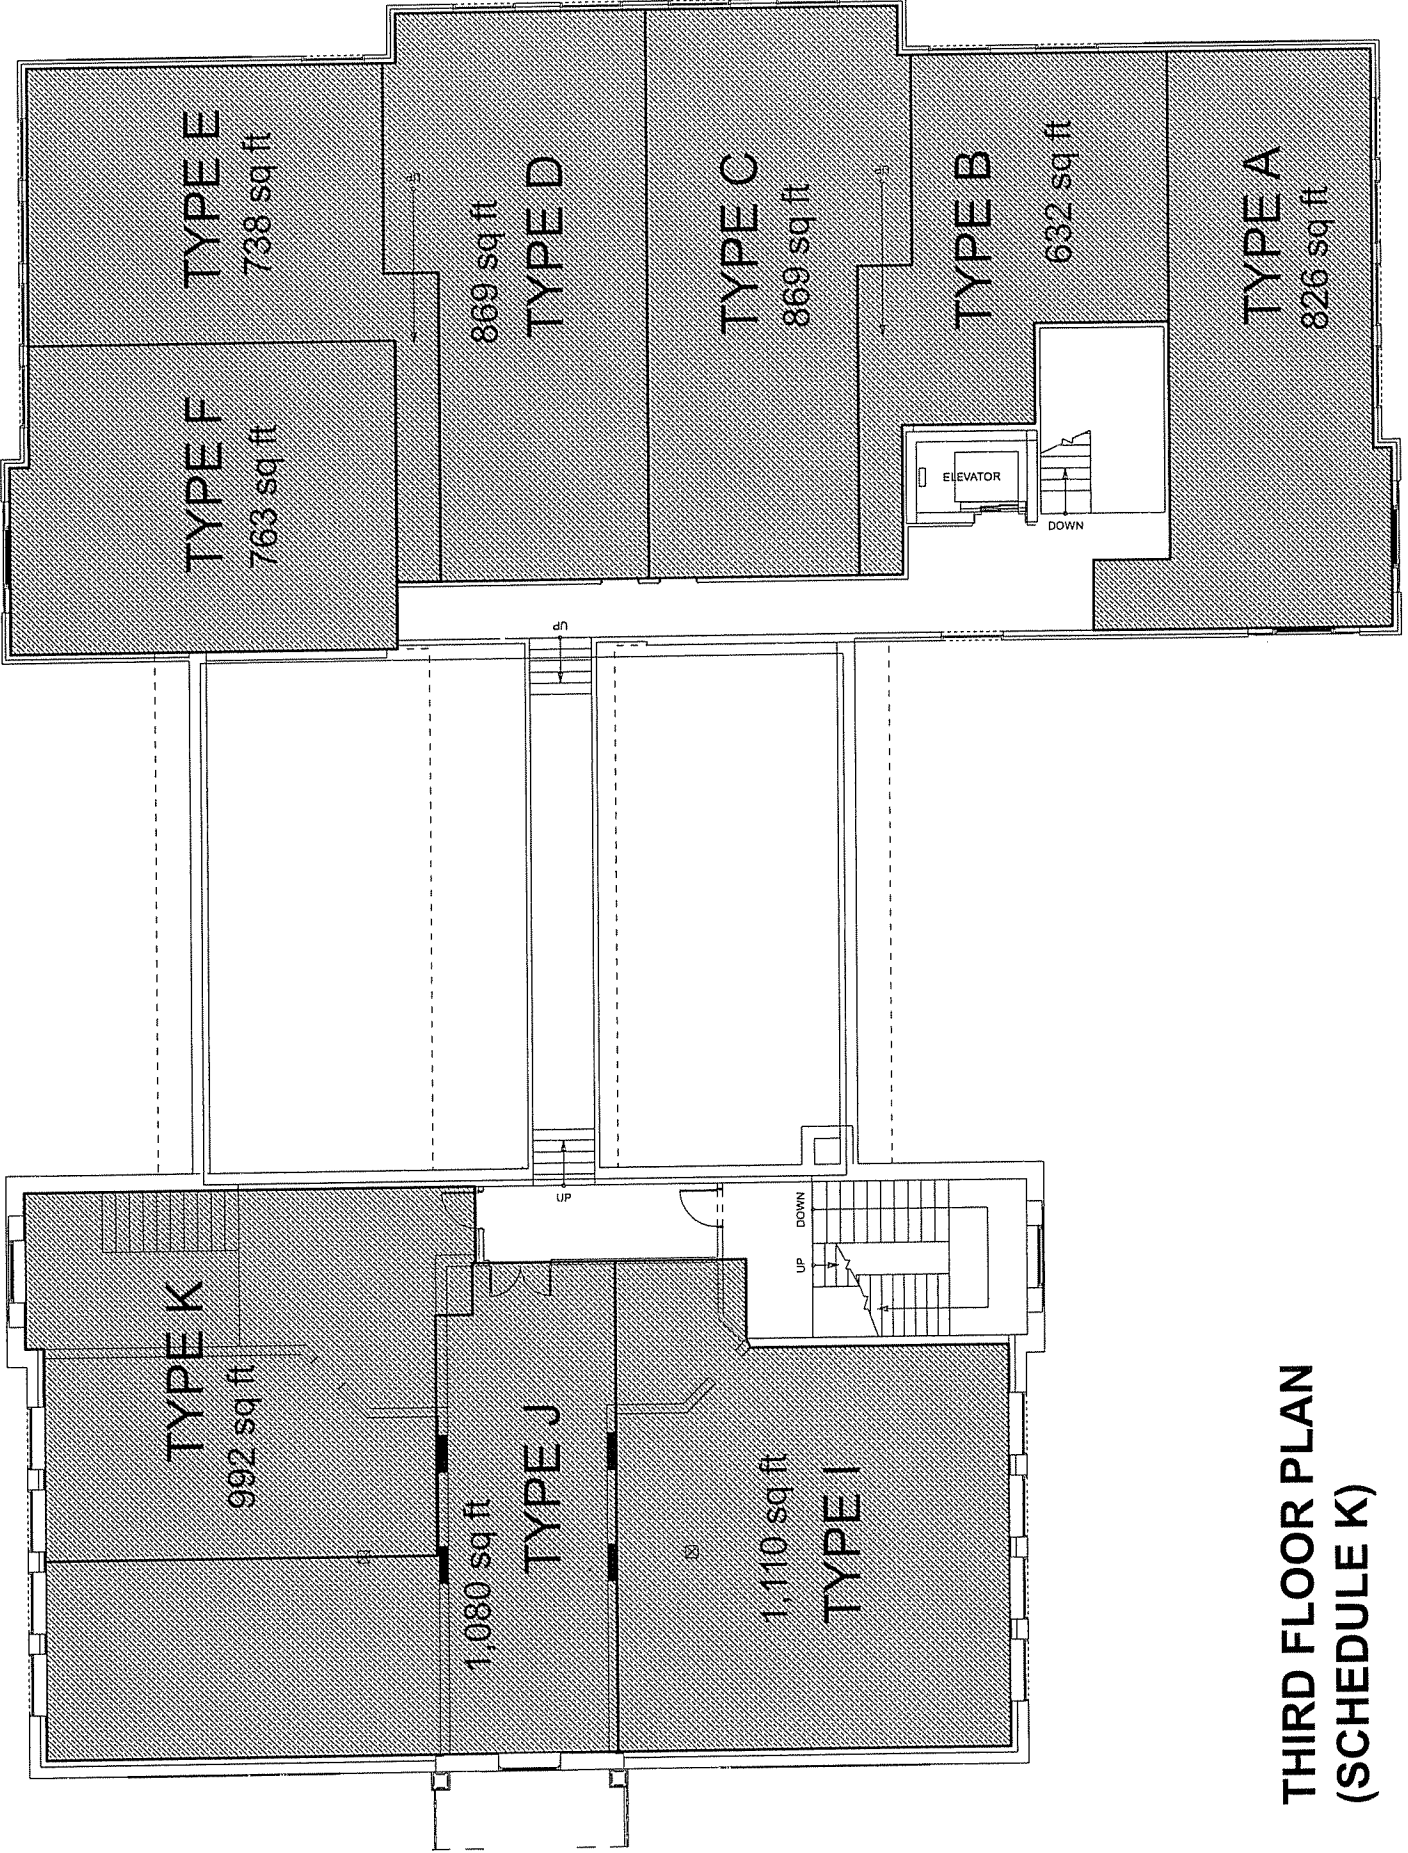 TYPE E
738 sq ft
TYPE F
763 sq ft
UP
869 sq ft
TYPE D
TYPE C
869 sq ft
UP
TYPE B
632 sq ft
TYPE A
826 sq ft
ELEVATOR
DOWN
UP
UP
TYPE K
992 sq ft
1,080 sq ft
TYPE J
1,110 sq ft
TYPE I
DOWN
UP
THIRD FLOOR PLAN
(SCHEDULE K)